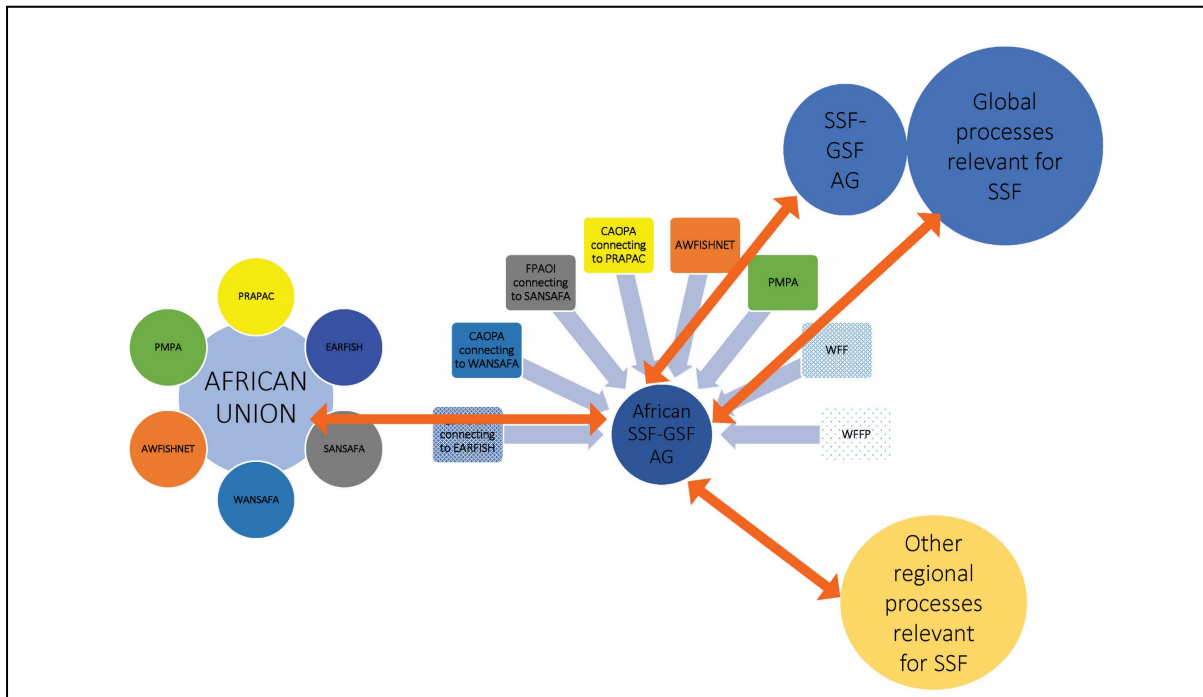 PRAPAC
PMPA
EARFISH
AFRICAN
UNION
AWFISHNET
SANSAFA
WANSAFA
connecting
to EARFISH
CAOPA
connecting
to WANSAFA
FPAOI
connecting
to SANSAFA
CAOPA
connecting
to PRAPAC
AWFISHNET
PMPA
WFF
WFFP
African
SSF-GSF
AG
SSF-
GSF
AG
Global
processes
relevant for
SSF
Other
regional
processes
relevant
for SSF